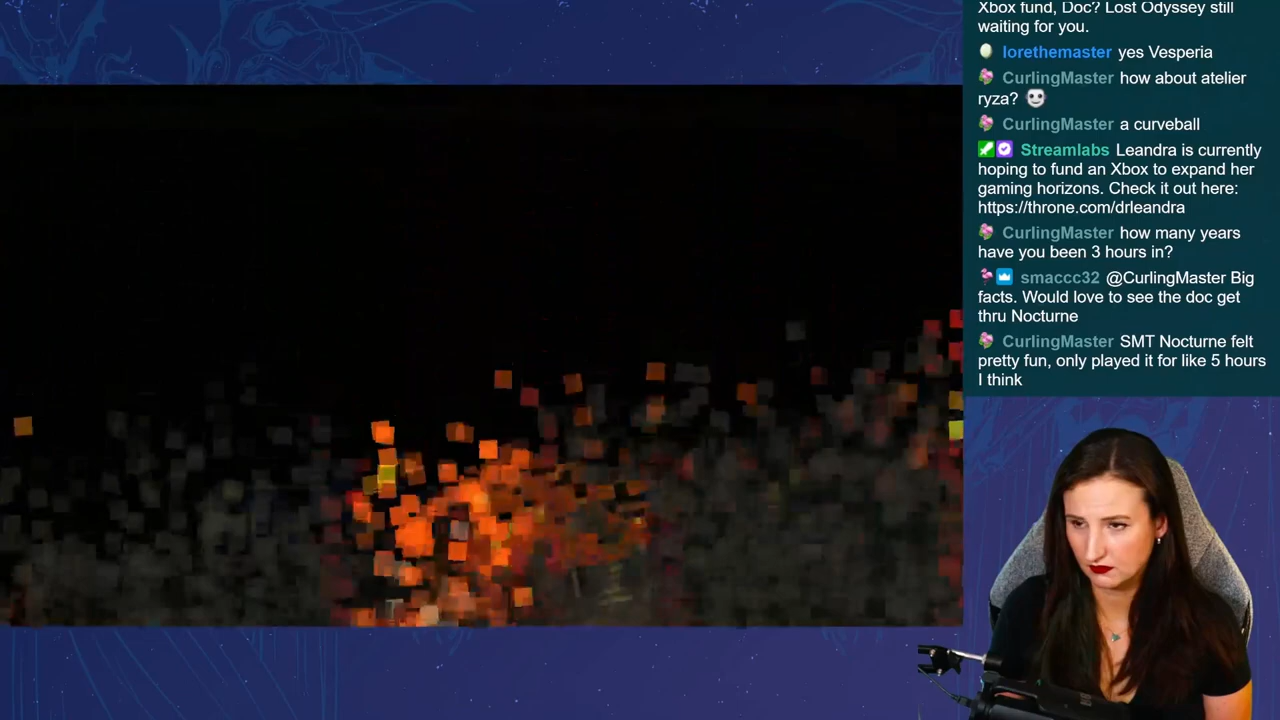 Xbox fund, Doc? Lost Odyssey still
waiting for you.
lorethemaster yes Vesperia
CurlingMaster how about atelier
ryza?
CurlingMaster a curveball
Streamlabs Leandra is currently
hoping to fund an Xbox to expand her
gaming horizons. Check it out here:
https://throne.com/drleandra
CurlingMaster how many years
have you been 3 hours in?
smaccc32 @CurlingMaster Big
facts. Would love to see the doc get
thru Nocturne
CurlingMaster SMT Nocturne felt
pretty fun, only played it for like 5 hours
I think